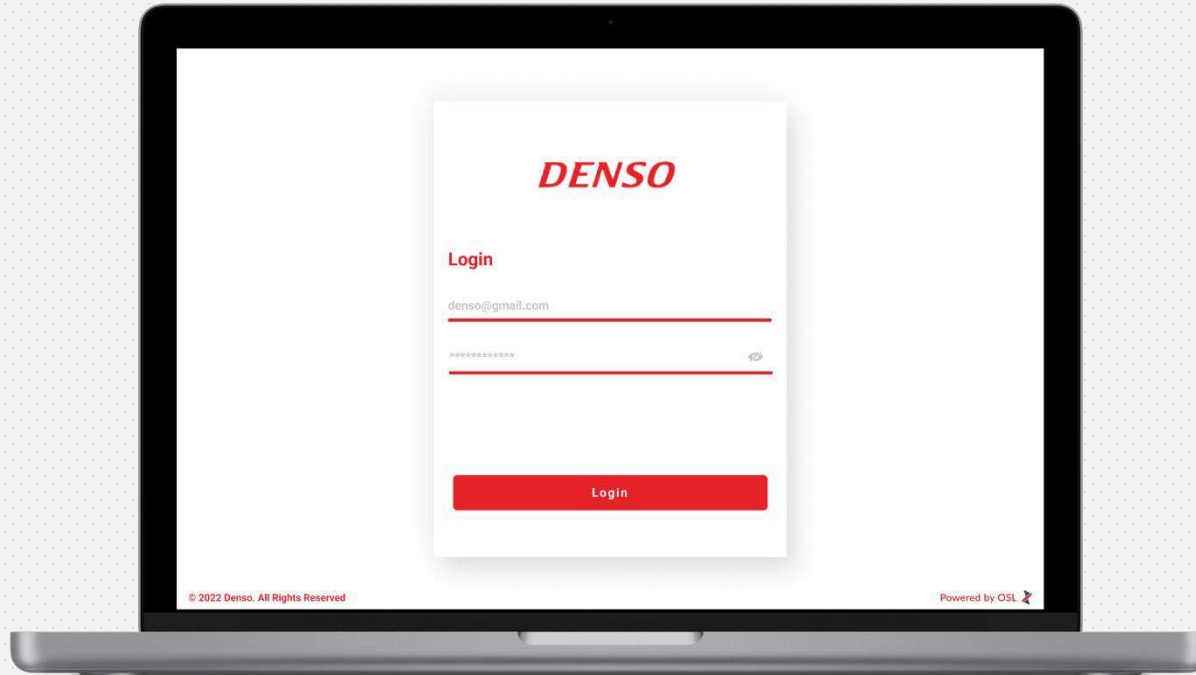 DENSO
Login
denso@gmail.com
************
Login
© 2022 Denso. All Rights Reserved
Powered by OSL